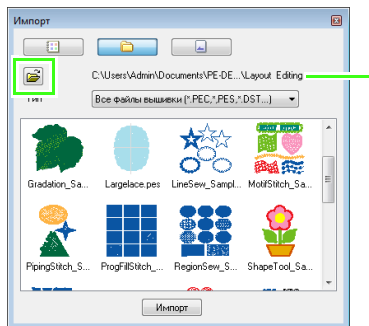 Импорт
C:\Users\Admin\Documents\PE-DE...\Layout Editing
Тип
Все файлы вышивки (*.PEC,*,PES,*.DST...)
Gradation_Sa...
Largelace.pes
LineSew_Sampl...
MotifStitch_Sa...
PipingStitch_S...
ProgFillStitch_...
RegionSew_S...
ShapeTool_Sa...
Импорт